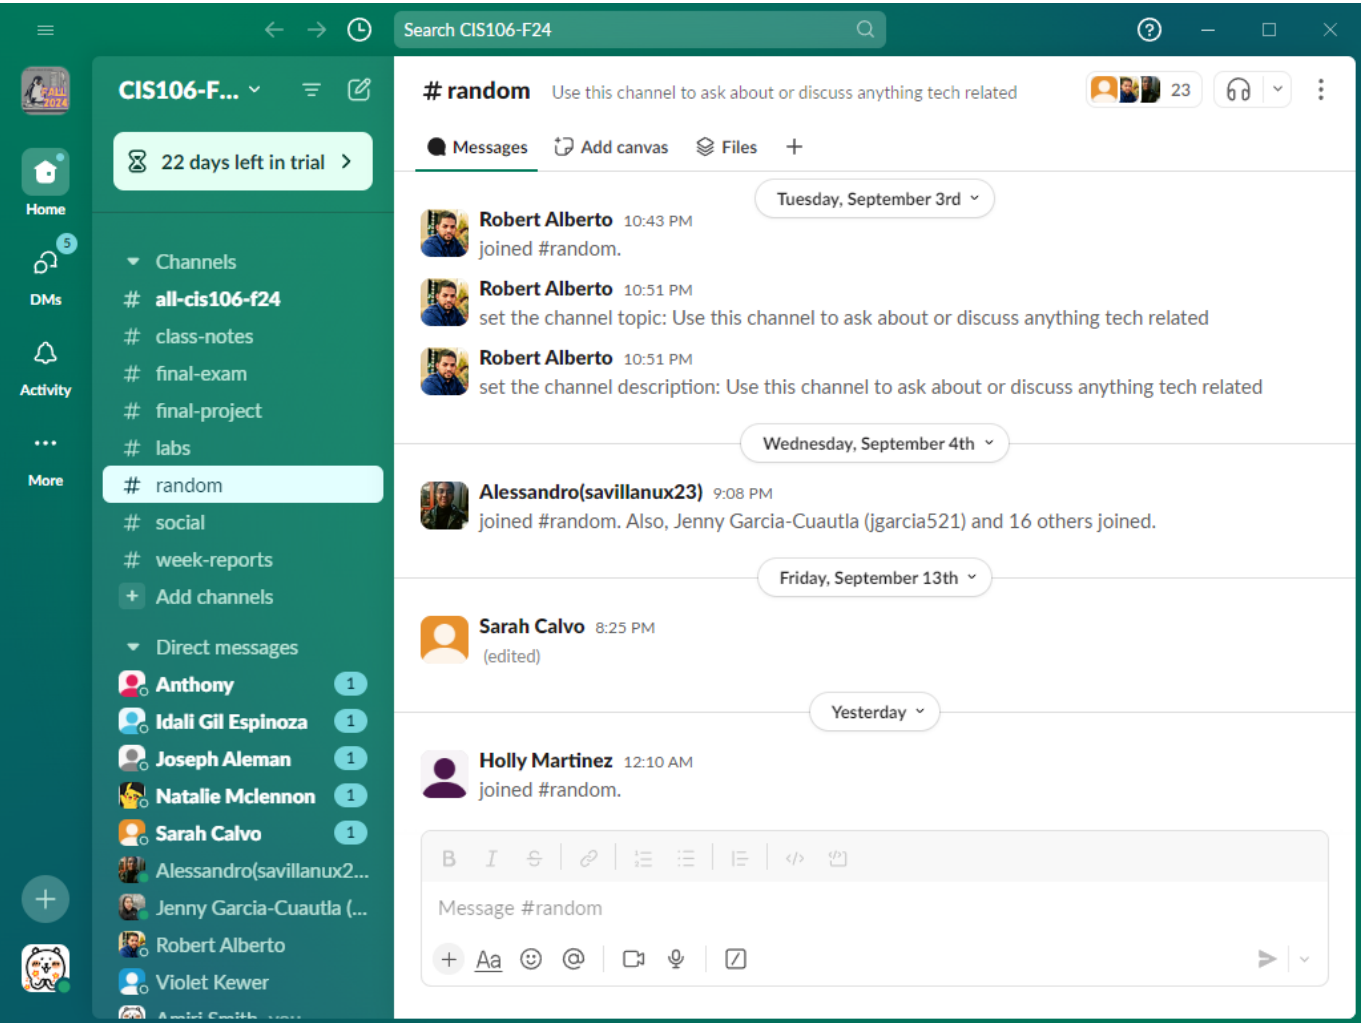 Search CIS106-F24
FALL
2024
CIS106-F...
22 days left in trial
Home
5
DMs
Activity
More
Channels
# all-cis106-f24
# class-notes
# final-exam
# final-project
# labs
# random
# social
# week-reports
+ Add channels
Direct messages
Anthony 1
Idali Gil Espinoza 1
Joseph Aleman 1
Natalie Mclennon 1
Sarah Calvo 1
Alessandro(savillanux2...
Jenny Garcia-Cuautla (...
Robert Alberto
Violet Kewer
Amiri Smith you
# random Use this channel to ask about or discuss anything tech related 23
Messages Add canvas Files +
Tuesday, September 3rd
Robert Alberto 10:43 PM
joined #random.
Robert Alberto 10:51 PM
set the channel topic: Use this channel to ask about or discuss anything tech related
Robert Alberto 10:51 PM
set the channel description: Use this channel to ask about or discuss anything tech related
Wednesday, September 4th
Alessandro(savillanux23) 9:08 PM
joined #random. Also, Jenny Garcia-Cuautla (jgarcia521) and 16 others joined.
Friday, September 13th
Sarah Calvo 8:25 PM
(edited)
Yesterday
Holly Martinez 12:10 AM
joined #random.
B I S
Message #random
+ Aa @